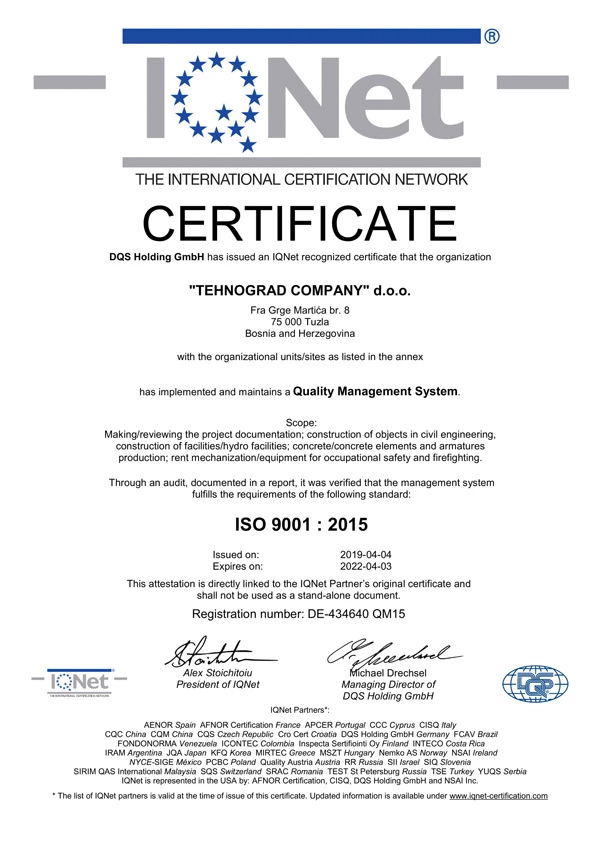 IQNet®
THE INTERNATIONAL CERTIFICATION NETWORK
CERTIFICATE
DQS Holding GmbH has issued an IQNet recognized certificate that the organization
"TEHNOGRAD COMPANY" d.o.o.
Fra Grge Martića br. 8
75 000 Tuzla
Bosnia and Herzegovina
with the organizational units/sites as listed in the annex
has implemented and maintains a Quality Management System.
Scope:
Making/reviewing the project documentation; construction of objects in civil engineering,
construction of facilities/hydro facilities; concrete/concrete elements and armatures
production; rent mechanization/equipment for occupational safety and firefighting.
Through an audit, documented in a report, it was verified that the management system
fulfills the requirements of the following standard:
ISO 9001 : 2015
Issued on: 2019-04-04
Expires on: 2022-04-03
This attestation is directly linked to the IQNet Partner's original certificate and
shall not be used as a stand-alone document.
Registration number: DE-434640 QM15
Alex Stoichitoiu
President of IQNet
Michael Drechsel
Managing Director of
DQS Holding GmbH
IQNet
THE INTERNATIONAL CERTIFICATION NETWORK
DQS
IQNet Partners*:
AENOR Spain AFNOR Certification France APCER Portugal CCC Cyprus CISQ Italy
CQC China CQM China CQS Czech Republic Cro Cert Croatia DQS Holding GmbH Germany FCAV Brazil
FONDONORMA Venezuela ICONTEC Colombia Inspecta Sertifiointi Oy Finland INTECO Costa Rica
IRAM Argentina JQA Japan KFQ Korea MIRTEC Greece MSZT Hungary Nemko AS Norway NSAI Ireland
NYCE-SIGE México PCBC Poland Quality Austria Austria RR Russia SII Israel SIQ Slovenia
SIRIM QAS International Malaysia SQS Switzerland SRAC Romania TEST St Petersburg Russia TSE Turkey YUQS Serbia
IQNet is represented in the USA by: AFNOR Certification, CISQ, DQS Holding GmbH and NSAI Inc.
* The list of IQNet partners is valid at the time of issue of this certificate. Updated information is available under www.iqnet-certification.com